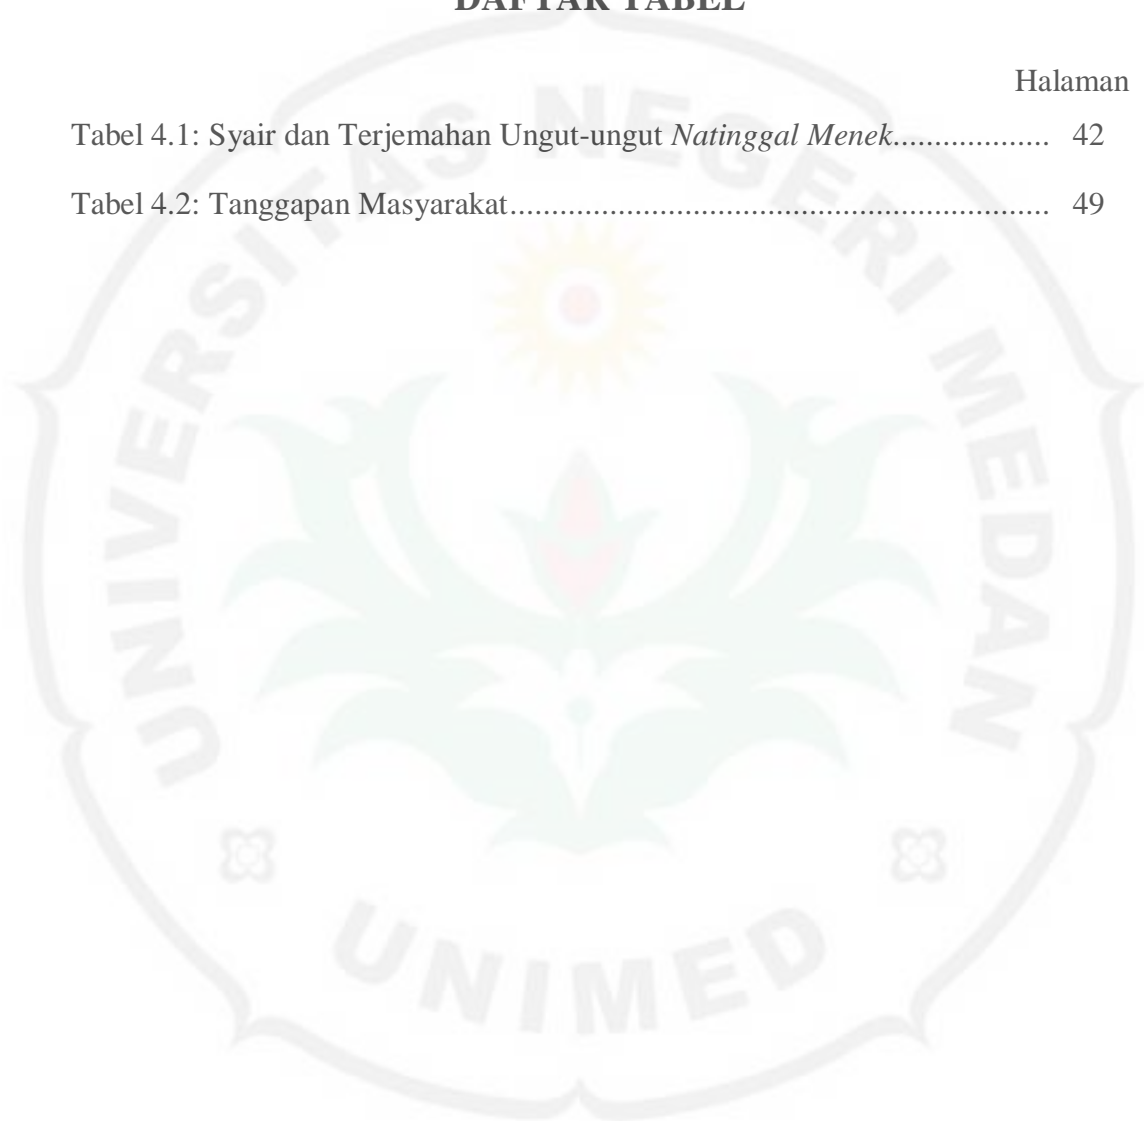 DAFTAR TABEL
Halaman
Tabel 4.1: Syair dan Terjemahan Ungut-ungut Natinggal Menek................... 42
Tabel 4.2: Tanggapan Masyarakat................................................................. 49
UNIVERSITAS NEGERI MEDAN
UNIMED